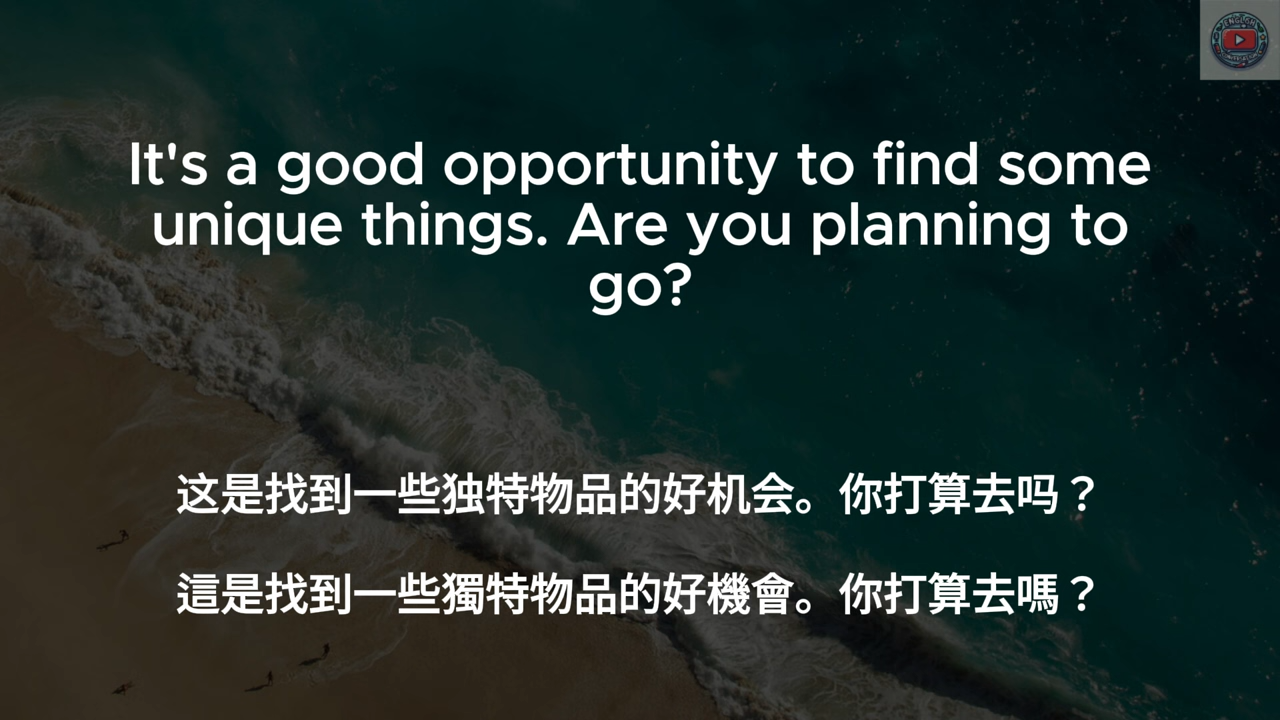 It's a good opportunity to find some
unique things. Are you planning to
go?
这是找到一些独特物品的好机会。你打算去吗？
這是找到一些獨特物品的好機會。你打算去嗎？